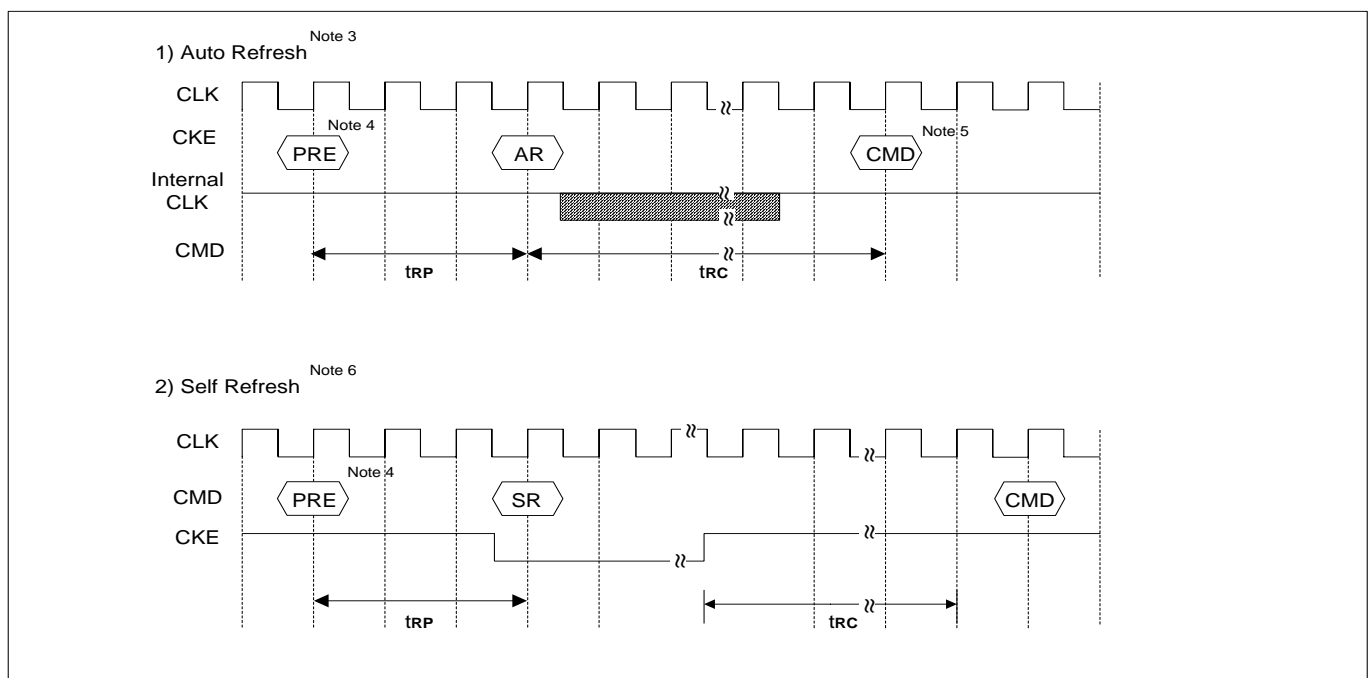 1) Auto Refresh Note 3
CLK
CKE
Note 4
Note 5
PRE
AR
CMD
Internal
CLK
CMD
tRP
tRC
2) Self Refresh Note 6
CLK
Note 4
CMD
PRE
SR
CMD
CKE
tRP
tRC